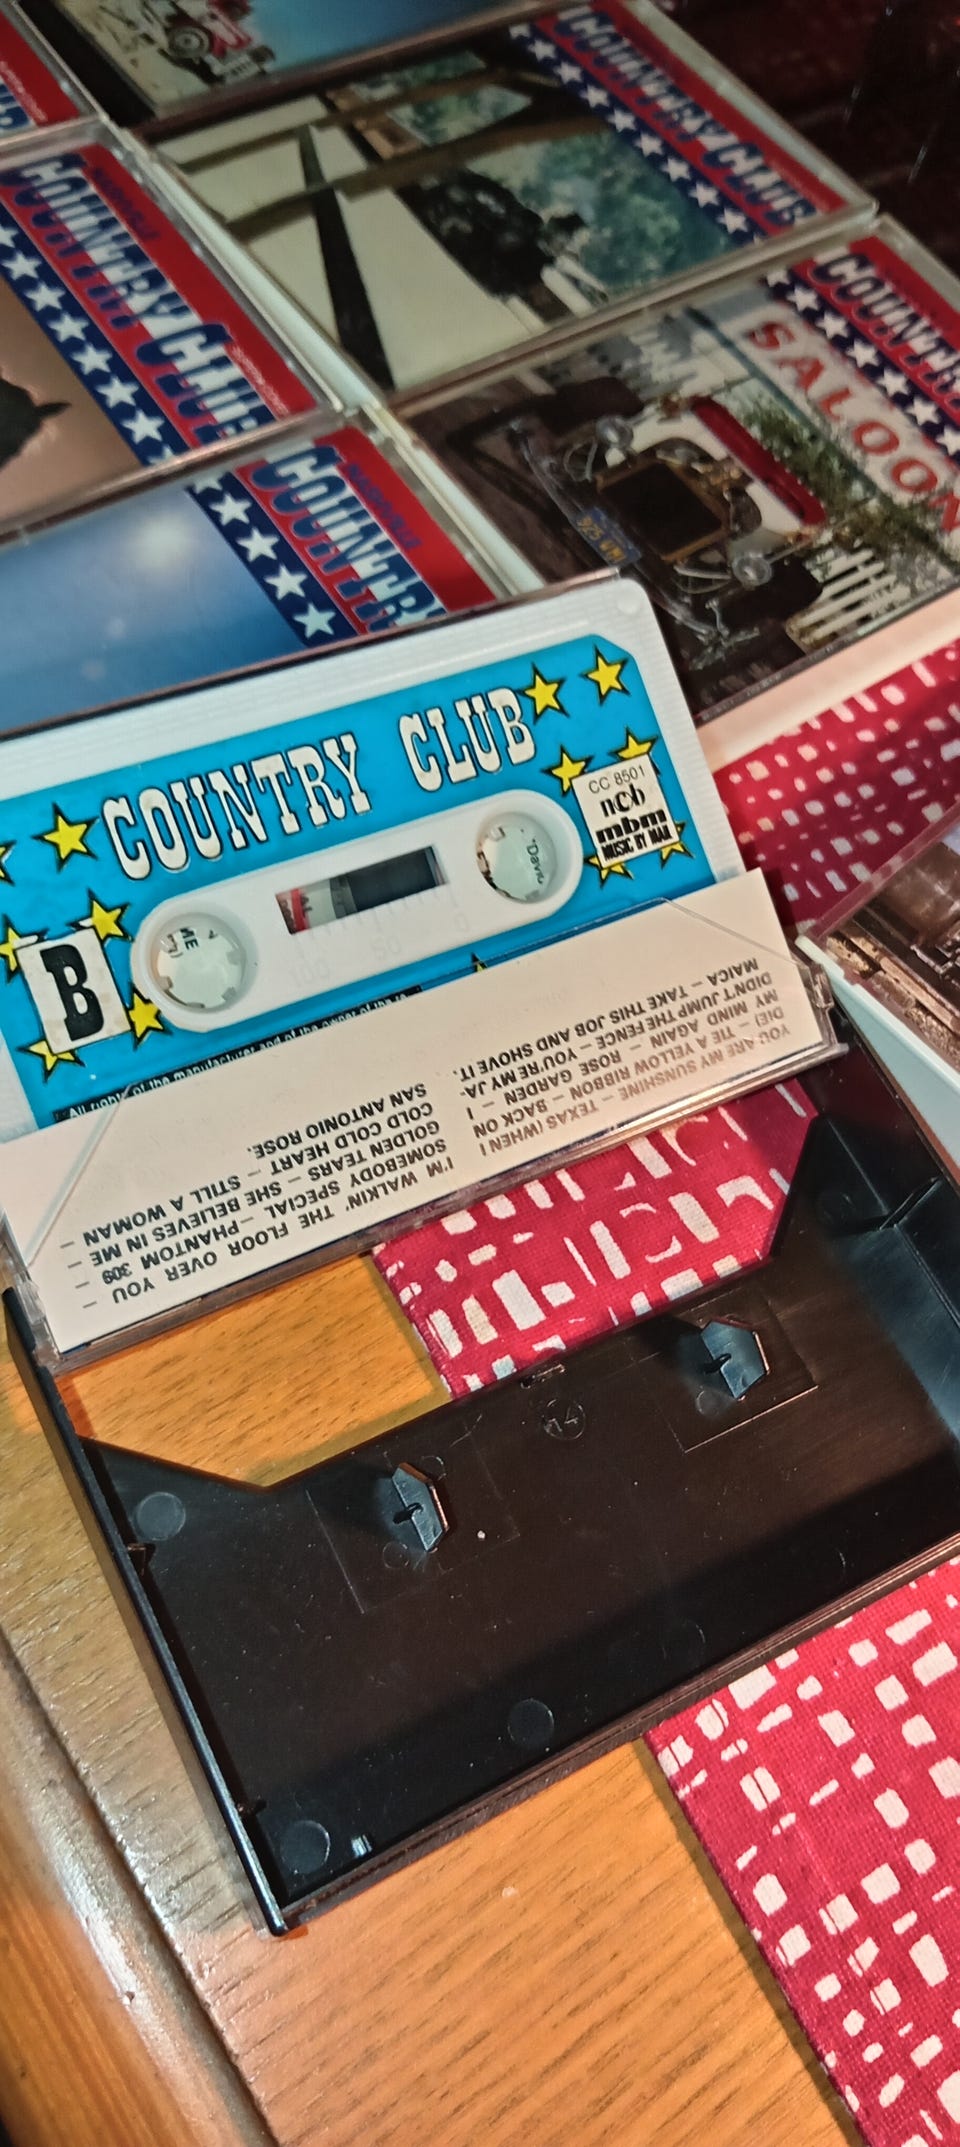 COUNTRY CLUB
COUNTRY CLUB
COUNTRY
SALOON
COUNTRY
COUNTRY CLUB
CC 8501
ncb
mbm
MUSIC BY MAIL
B
100 50 0
All rights of the manufacturer and of the owner of the re-
I'M WALKIN' THE FLOOR OVER YOU –
SOMEBODY SPECIAL – PHANTOM 309 –
GOLDEN TEARS – SHE BELIEVES IN ME –
COLD COLD HEART – STILL A WOMAN –
SAN ANTONIO ROSE.
YOU ARE MY SUNSHINE – TEXAS (WHEN I
DIE) – TIE A YELLOW RIBBON – BACK ON
MY MIND AGAIN – ROSE GARDEN – I
DIDN'T JUMP THE FENCE – YOU'RE MY JA-
MAICA – TAKE THIS JOB AND SHOVE IT.